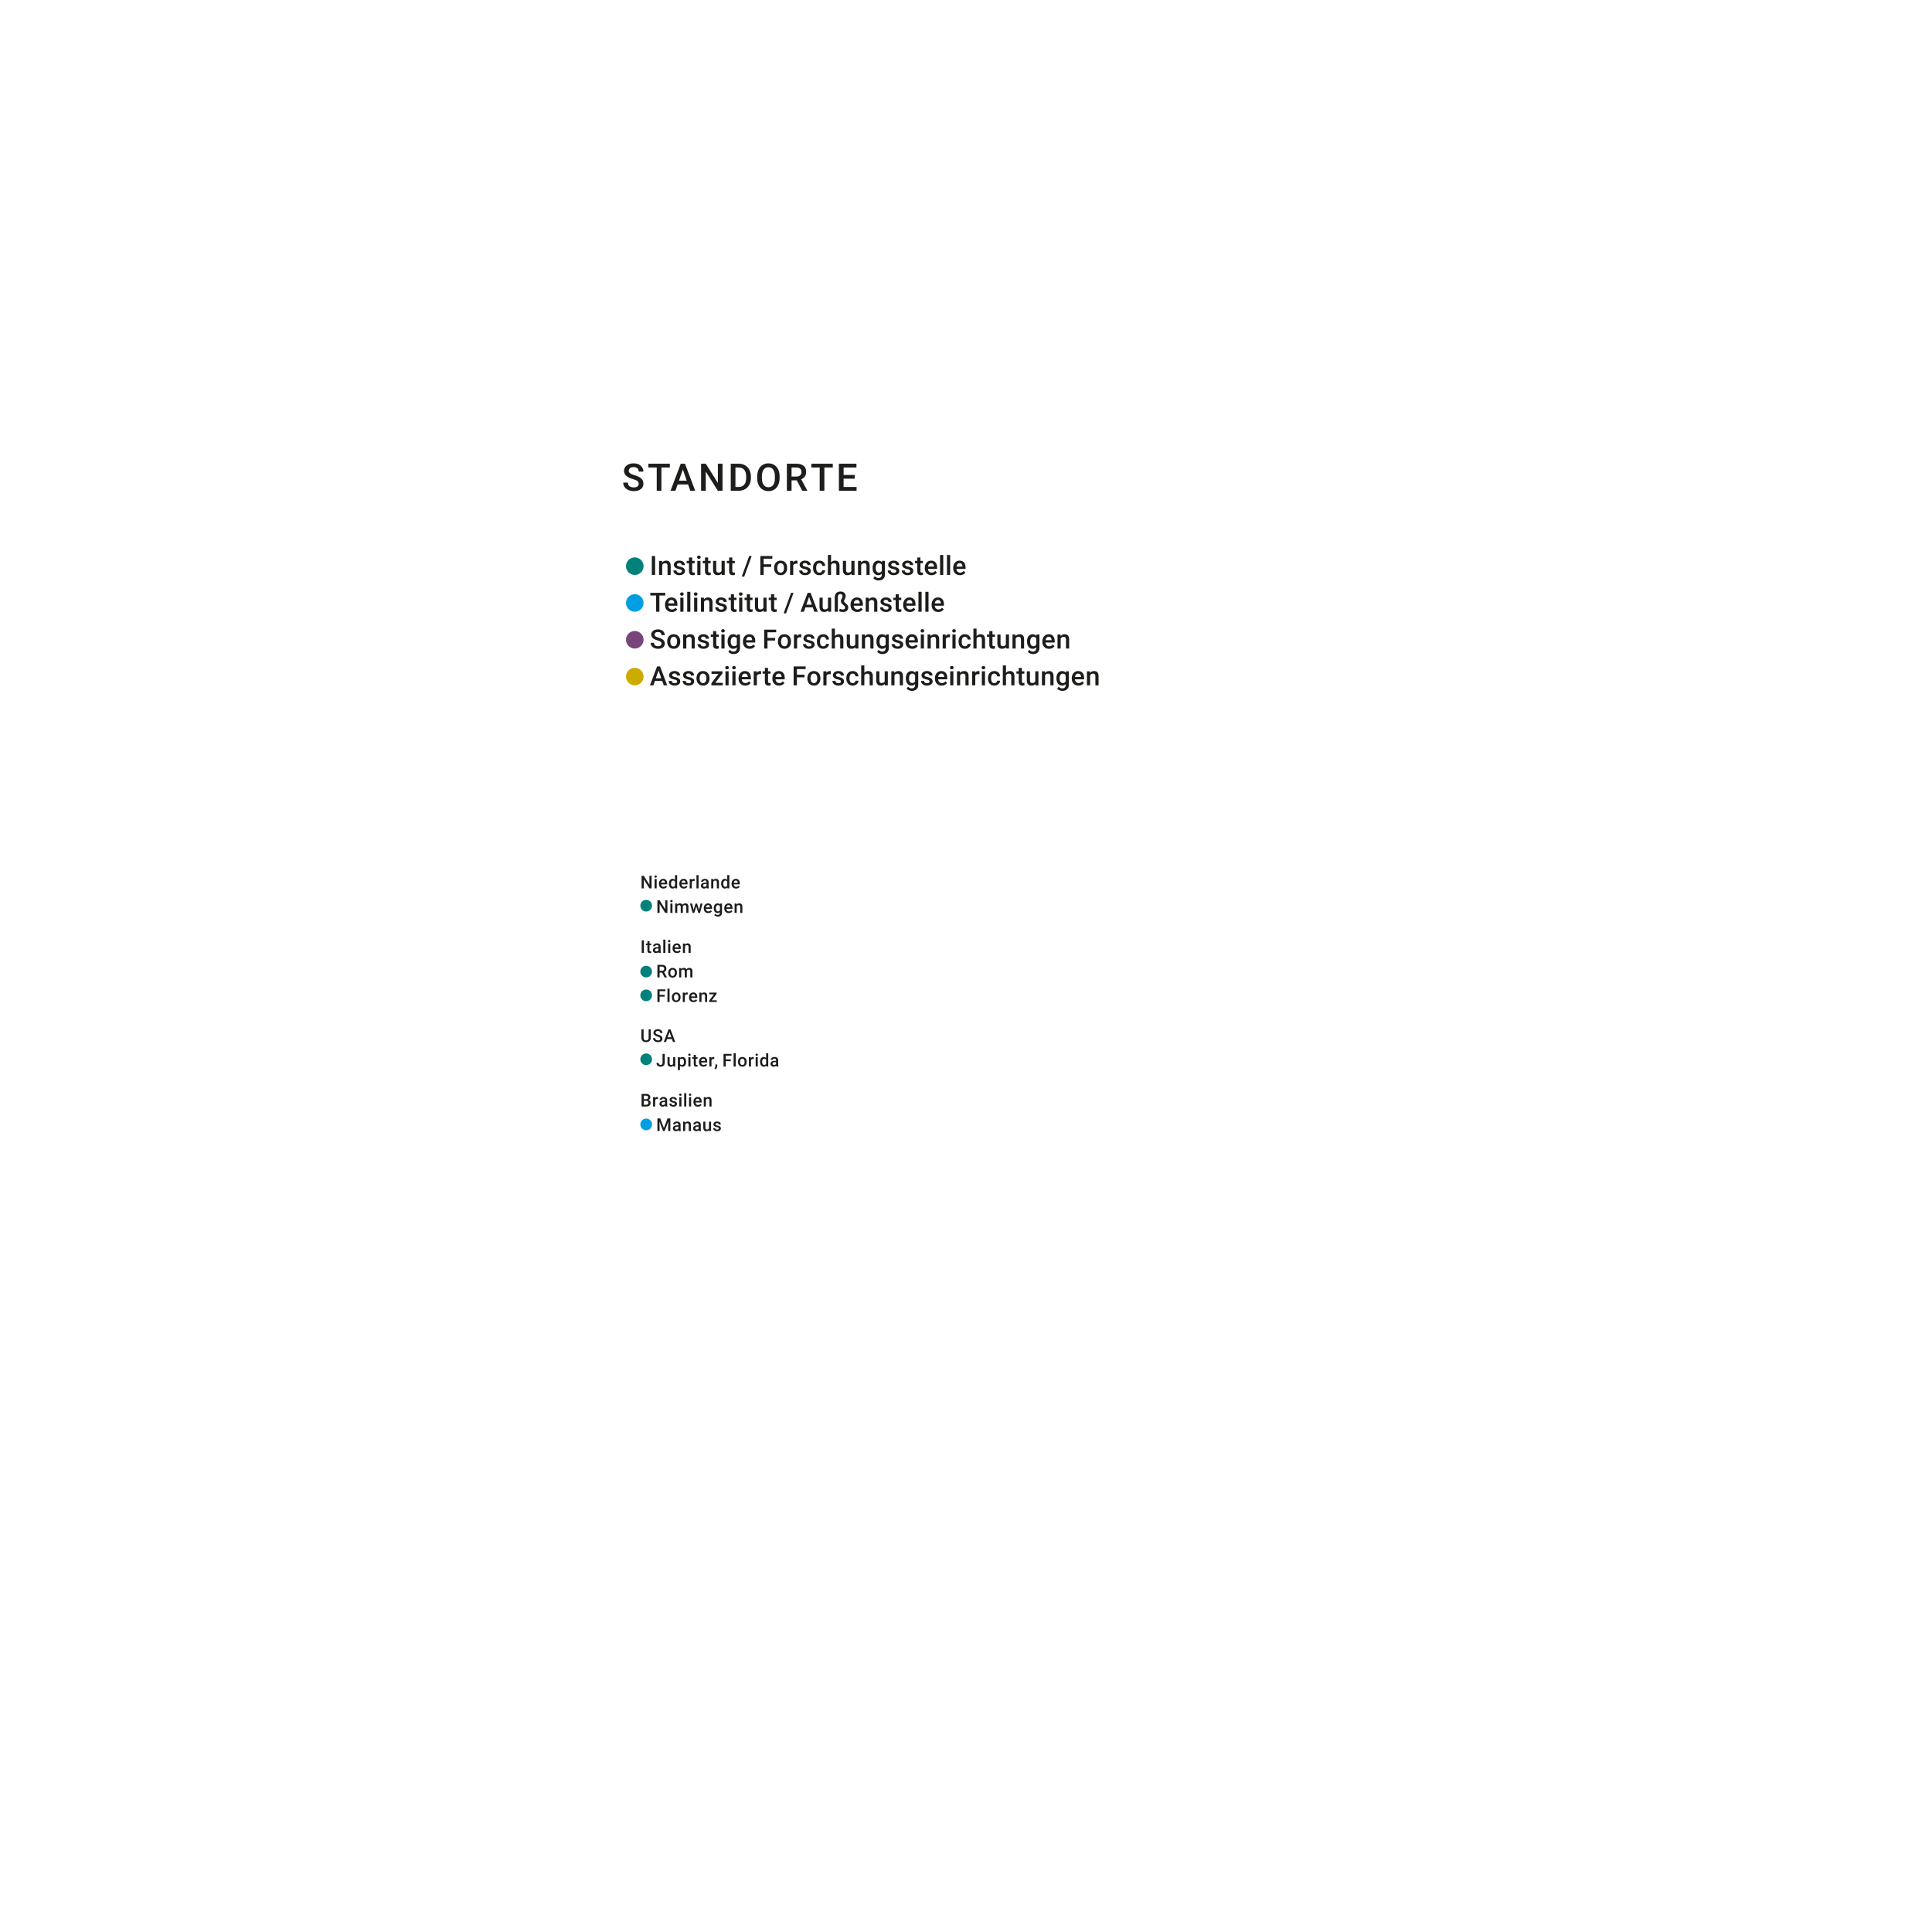 STANDORTE
Institut / Forschungsstelle
Teilinstitut / Außenstelle
Sonstige Forschungseinrichtungen
Assoziierte Forschungseinrichtungen
Niederlande
Nimwegen
Italien
Rom
Florenz
USA
Jupiter, Florida
Brasilien
Manaus